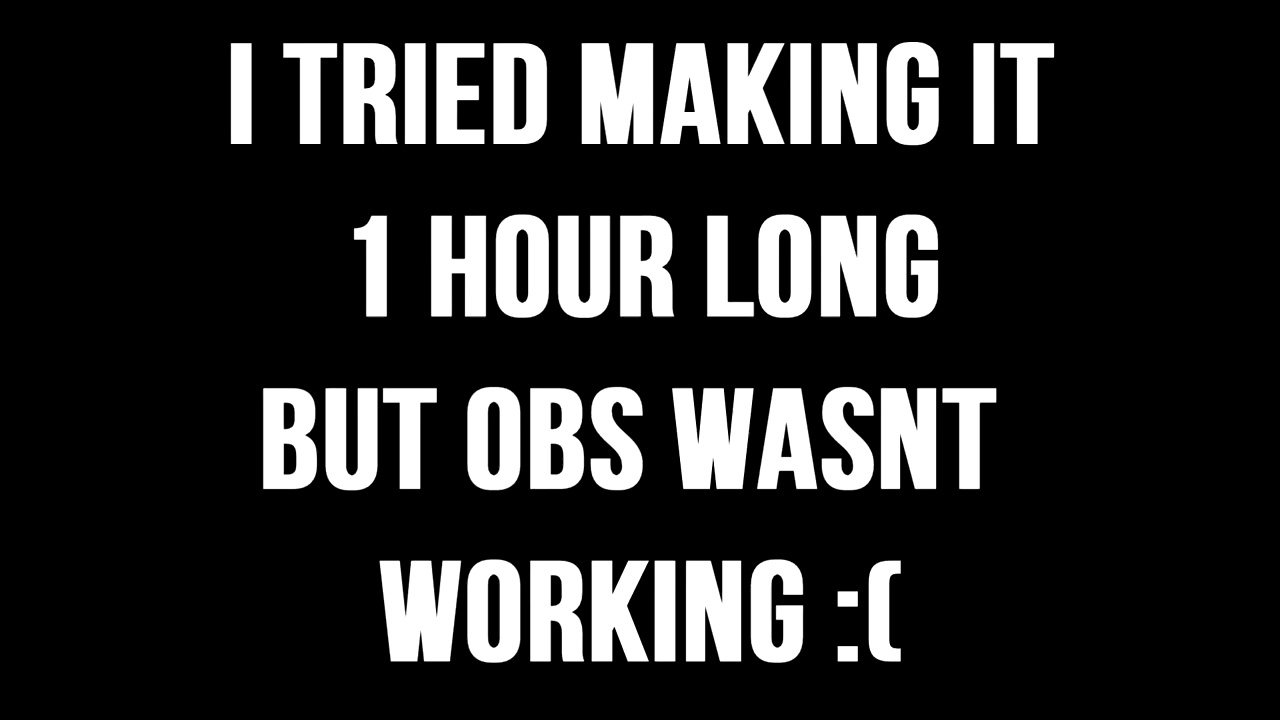 I TRIED MAKING IT
1 HOUR LONG
BUT OBS WASNT
WORKING :(